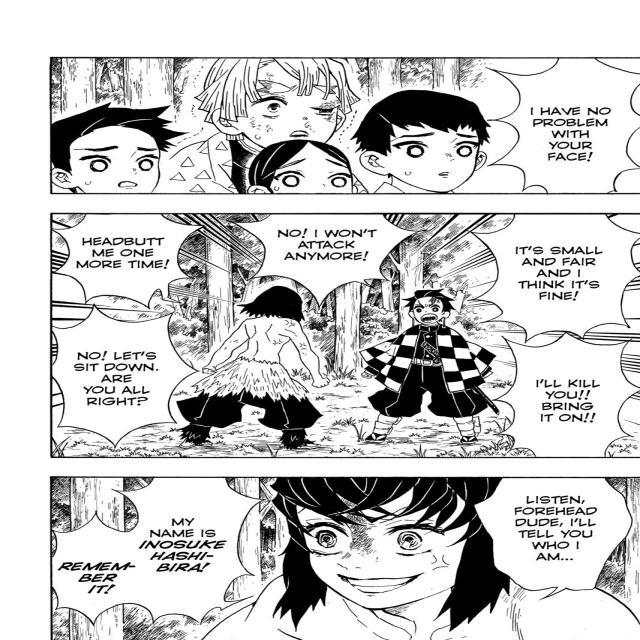 I HAVE NO
PROBLEM
WITH
YOUR
FACE!
IT'S SMALL
AND FAIR
AND I
THINK IT'S
FINE!
I'LL KILL
YOU!!
BRING
IT ON!!
NO! I WON'T
ATTACK
ANYMORE!
HEADBUTT
ME ONE
MORE TIME!
NO! LET'S
SIT DOWN.
ARE
YOU ALL
RIGHT?
LISTEN,
FOREHEAD
DUDE, I'LL
TELL YOU
WHO I
AM...
MY
NAME IS
INOSUKE
HASHI-
BIRA!
REMEM-
BER
IT!